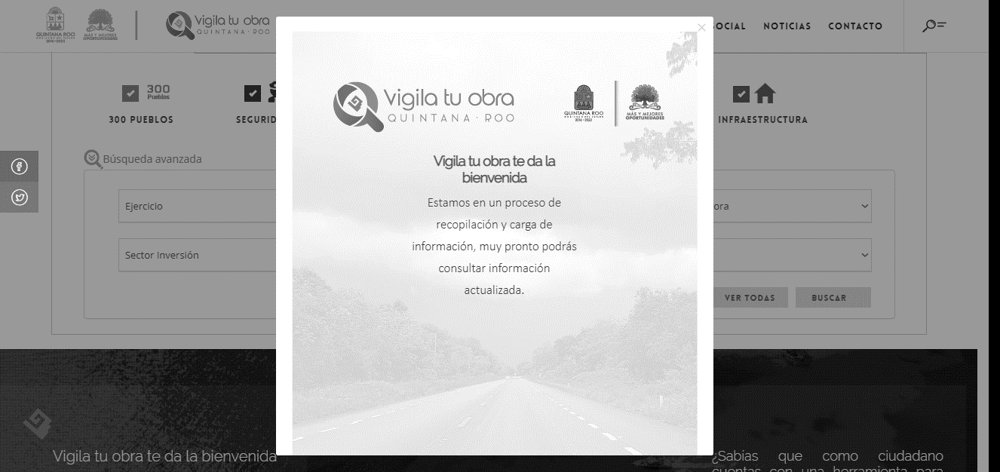 QUINTANA ROO
2016 - 2022
MÁS Y MEJORES
OPORTUNIDADES
Vigila tu obra
QUINTANA · ROO
SOCIAL
NOTICIAS
CONTACTO
300
Pueblos
300 PUEBLOS
SEGURID
INFRAESTRUCTURA
Búsqueda avanzada
Ejercicio
ora
Sector Inversión
VER TODAS
BUSCAR
Vigila tu obra
QUINTANA · ROO
QUINTANA ROO
2016 - 2022
MÁS Y MEJORES
OPORTUNIDADES
Vigila tu obra te da la
bienvenida
Estamos en un proceso de
recopilación y carga de
información, muy pronto podrás
consultar información
actualizada.
Vigila tu obra te da la bienvenida
¿Sabías que como ciudadano
cuentas con una herramienta para